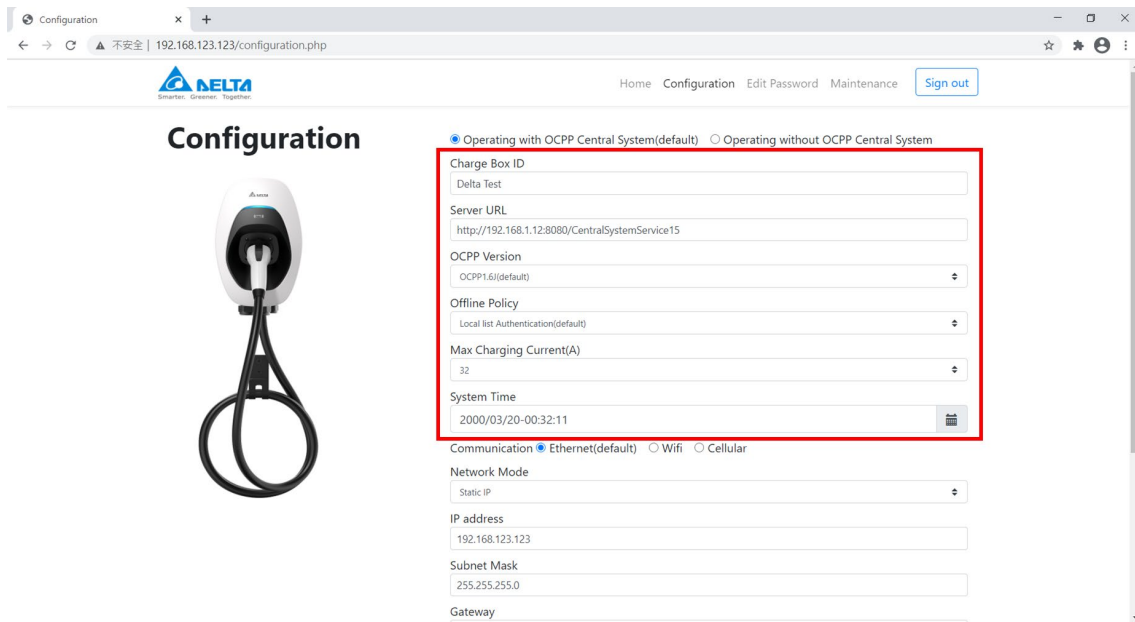 Configuration
不安全 | 192.168.123.123/configuration.php
DELTA
Smarter. Greener. Together.
Home Configuration Edit Password Maintenance Sign out
Configuration
Operating with OCPP Central System(default) Operating without OCPP Central System
Charge Box ID
Delta Test
Server URL
http://192.168.1.12:8080/CentralSystemService15
OCPP Version
OCPP1.6J(default)
Offline Policy
Local list Authentication(default)
Max Charging Current(A)
32
System Time
2000/03/20-00:32:11
Communication Ethernet(default) Wifi Cellular
Network Mode
Static IP
IP address
192.168.123.123
Subnet Mask
255.255.255.0
Gateway